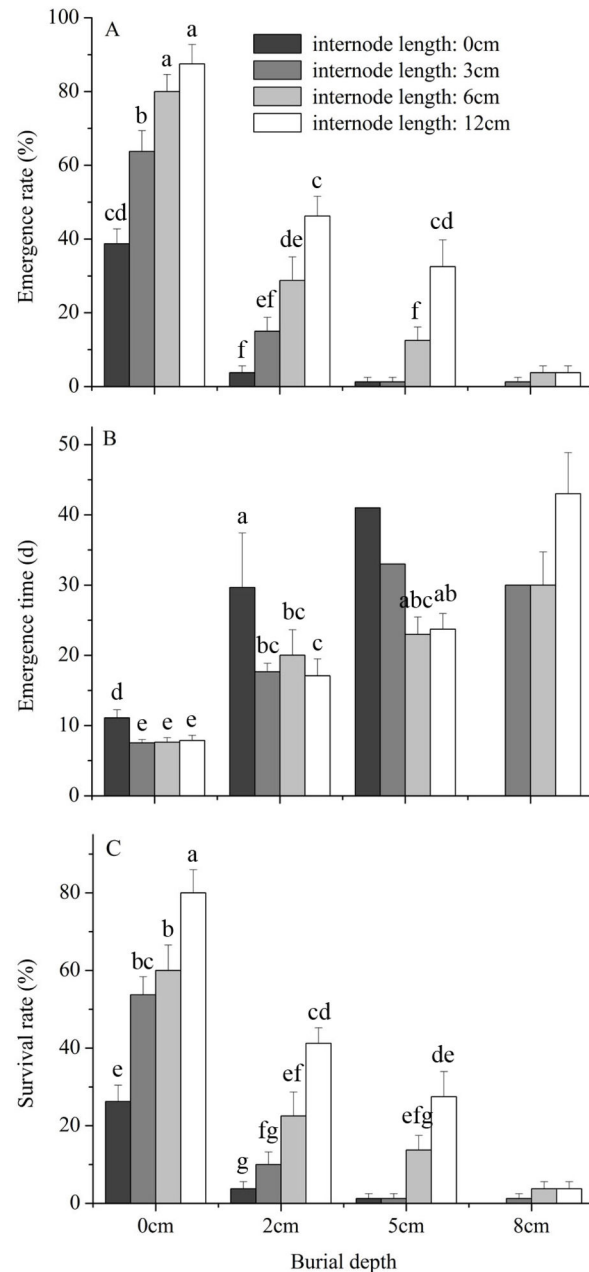 A
internode length: 0cm
internode length: 3cm
internode length: 6cm
internode length: 12cm
Emergence rate (%)
100
80
60
40
20
0
cd
b
a
a
f
ef
de
c
f
cd
B
Emergence time (d)
50
40
30
20
10
0
d
e
e
e
a
bc
bc
c
abc
ab
C
Survival rate (%)
80
60
40
20
0
e
bc
b
a
g
fg
ef
cd
efg
de
0cm
2cm
5cm
8cm
Burial depth